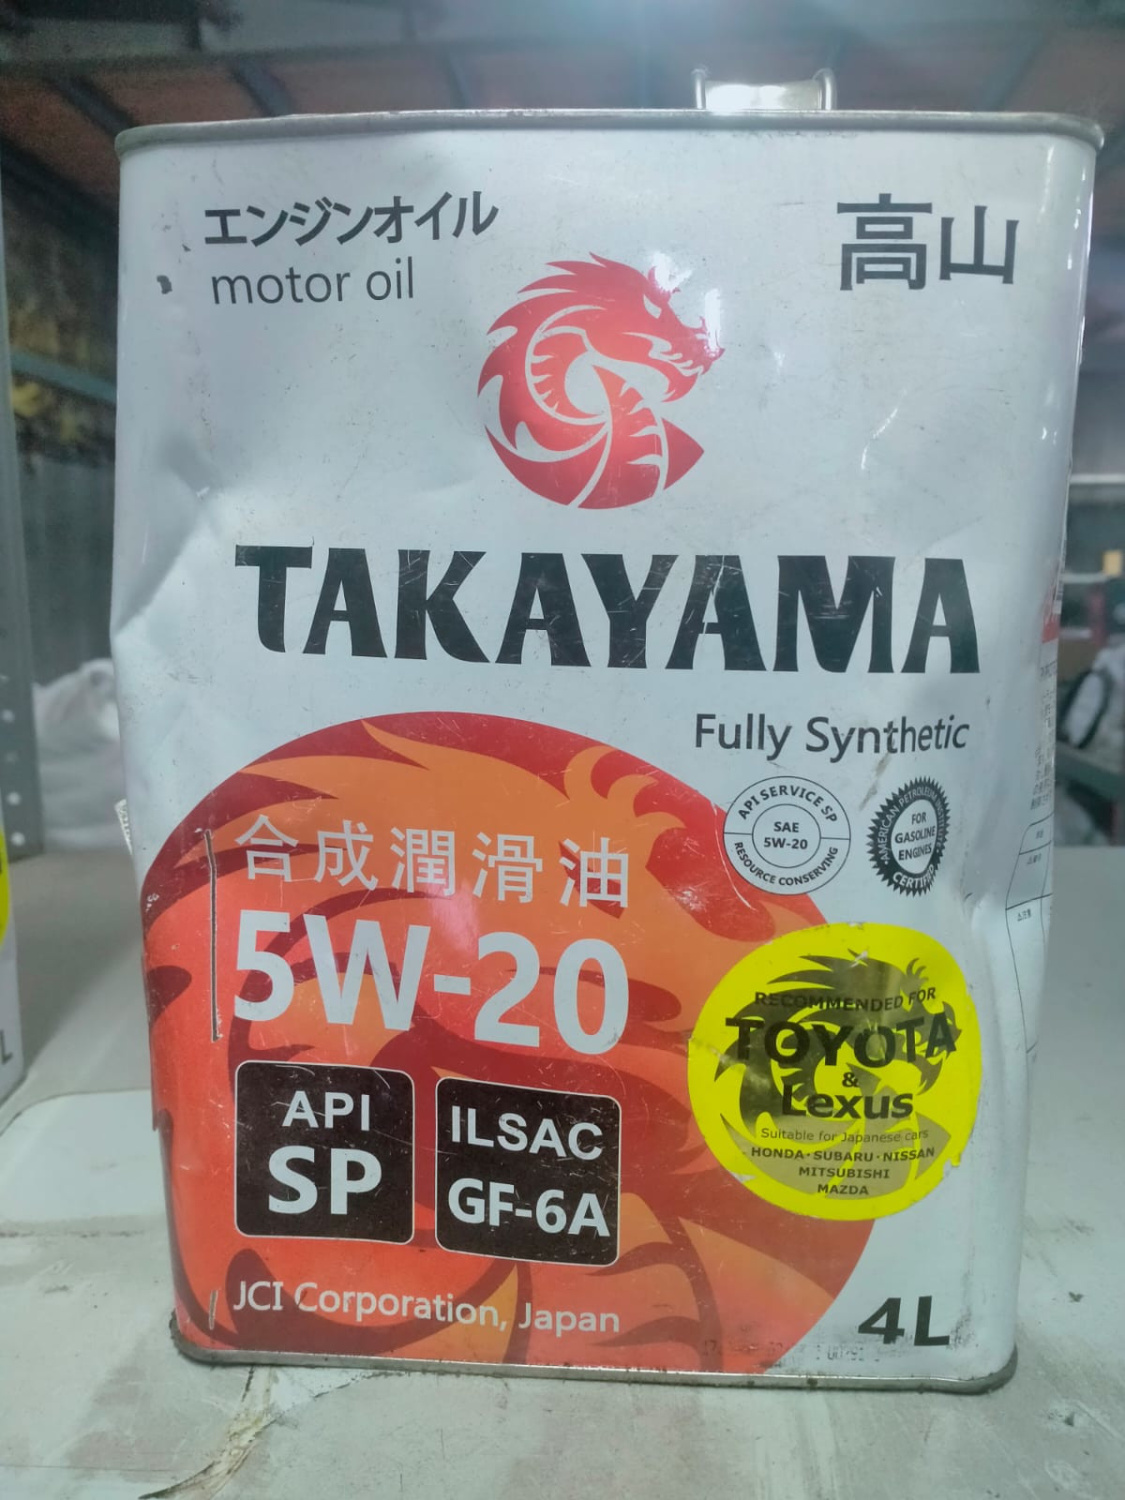 エンジンオイル
motor oil
高山
TAKAYAMA
Fully Synthetic
API SERVICE SP
SAE
5W-20
RESOURCE CONSERVING
AMERICAN PETROLEUM INSTITUTE
FOR
GASOLINE
ENGINES
CERTIFIED
合成潤滑油
5W-20
API
SP
ILSAC
GF-6A
RECOMMENDED FOR
TOYOTA
&
Lexus
Suitable for Japanese cars
HONDA·SUBARU·NISSAN
MITSUBISHI
MAZDA
JCI Corporation, Japan
4L
L